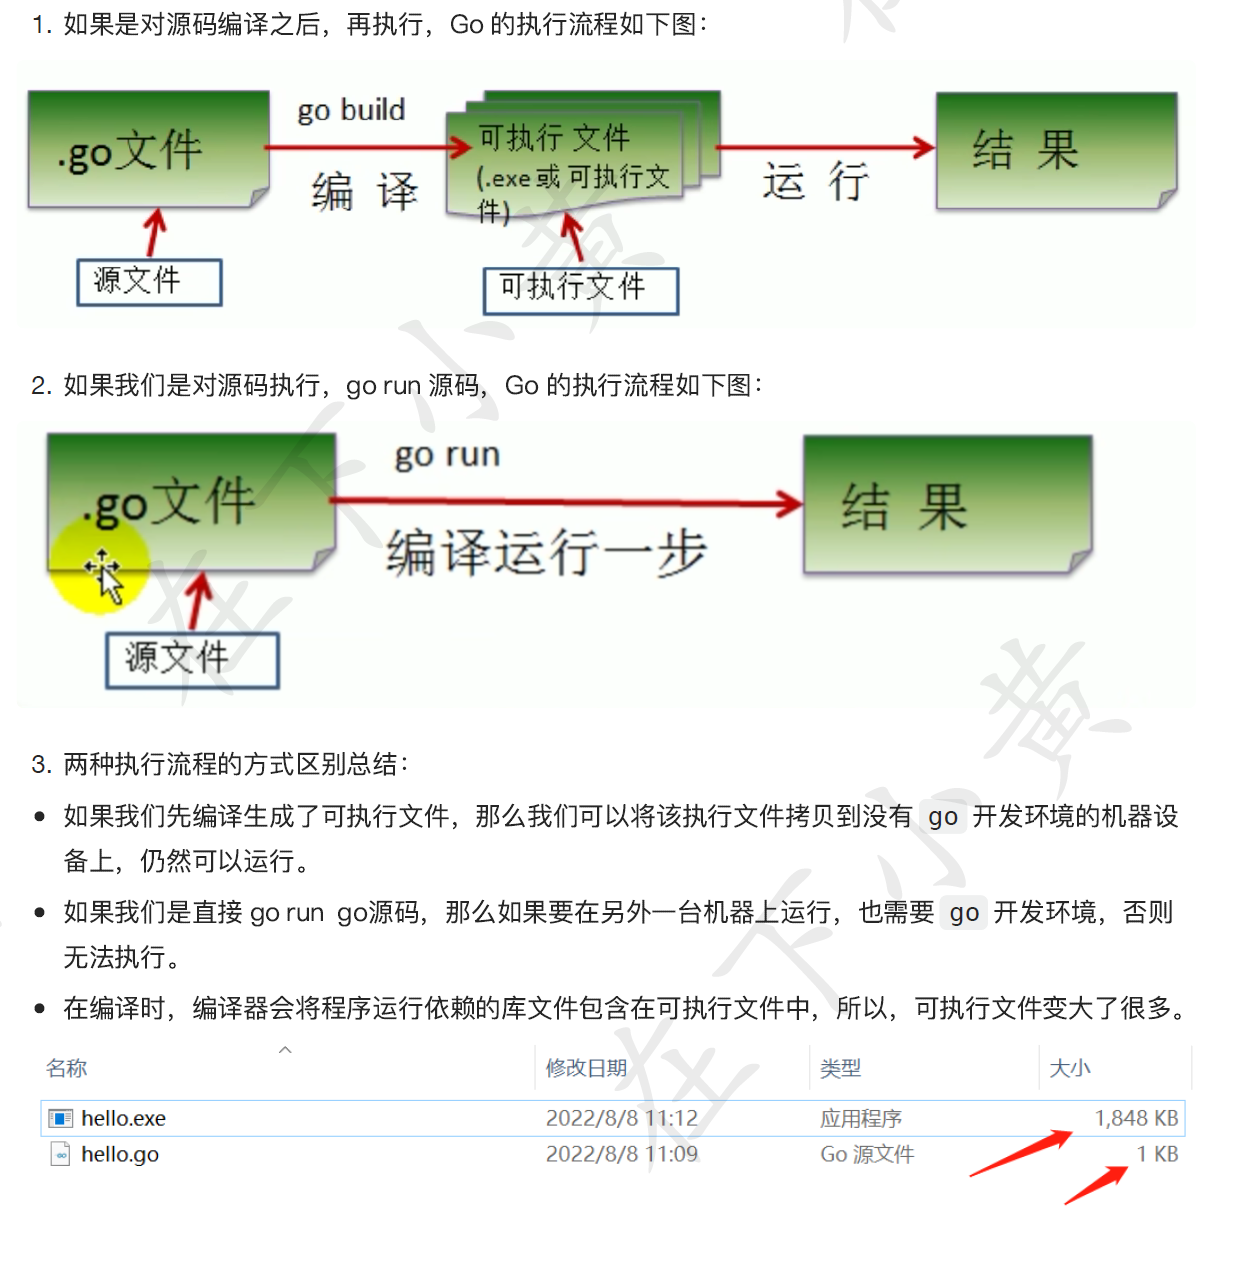 1. 如果是对源码编译之后，再执行，Go 的执行流程如下图：
.go文件
go build
编 译
可执行 文件
(.exe或 可执行文
件)
运 行
结 果
源文件
可执行文件
2. 如果我们是对源码执行，go run 源码，Go 的执行流程如下图：
.go文件
go run
编译运行一步
结 果
源文件
3. 两种执行流程的方式区别总结：
• 如果我们先编译生成了可执行文件，那么我们可以将该执行文件拷贝到没有 go 开发环境的机器设
备上，仍然可以运行。
• 如果我们是直接 go run go源码，那么如果要在另外一台机器上运行，也需要 go 开发环境，否则
无法执行。
• 在编译时，编译器会将程序运行依赖的库文件包含在可执行文件中，所以，可执行文件变大了很多。
名称 修改日期 类型 大小
hello.exe 2022/8/8 11:12 应用程序 1,848 KB
hello.go 2022/8/8 11:09 Go 源文件 1 KB
在下小黄
在下小黄